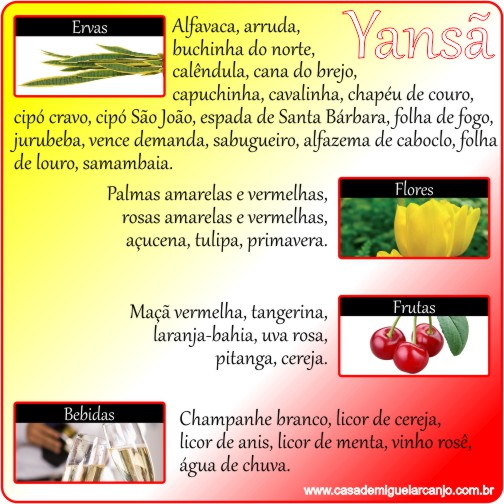 Yansã
Ervas
Alfavaca, arruda,
buchinha do norte,
calêndula, cana do brejo,
capuchinha, cavalinha, chapéu de couro,
cipó cravo, cipó São João, espada de Santa Bárbara, folha de fogo,
jurubeba, vence demanda, sabugueiro, alfazema de caboclo, folha
de louro, samambaia.
Flores
Palmas amarelas e vermelhas,
rosas amarelas e vermelhas,
açucena, tulipa, primavera.
Frutas
Maçã vermelha, tangerina,
laranja-bahia, uva rosa,
pitanga, cereja.
Bebidas
Champanhe branco, licor de cereja,
licor de anis, licor de menta, vinho rosê,
água de chuva.
www.casademiguelarcanjo.com.br